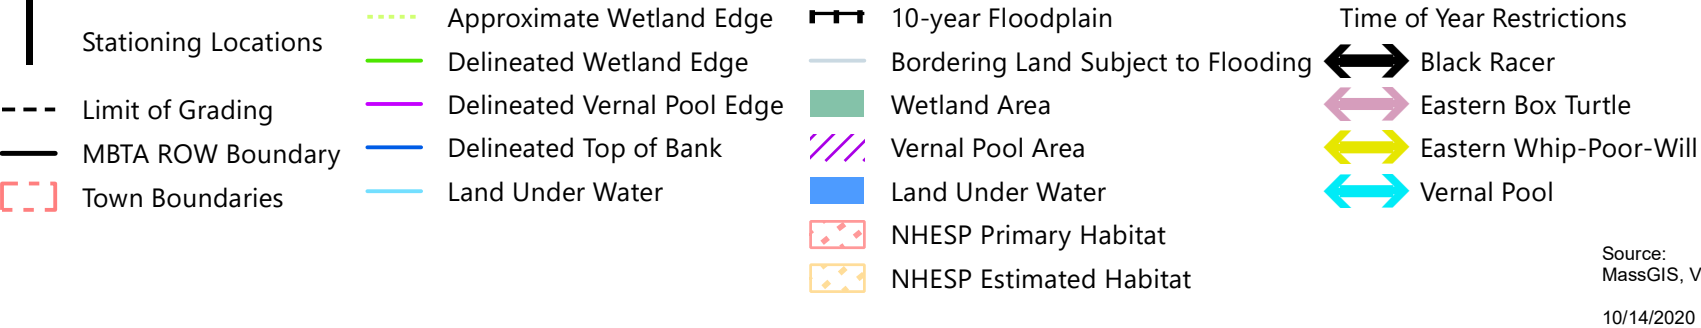 Stationing Locations
Limit of Grading
MBTA ROW Boundary
Town Boundaries
Approximate Wetland Edge
Delineated Wetland Edge
Delineated Vernal Pool Edge
Delineated Top of Bank
Land Under Water
10-year Floodplain
Bordering Land Subject to Flooding
Wetland Area
Vernal Pool Area
Land Under Water
NHESP Primary Habitat
NHESP Estimated Habitat
Time of Year Restrictions
Black Racer
Eastern Box Turtle
Eastern Whip-Poor-Will
Vernal Pool
Source:
MassGIS, V
10/14/2020